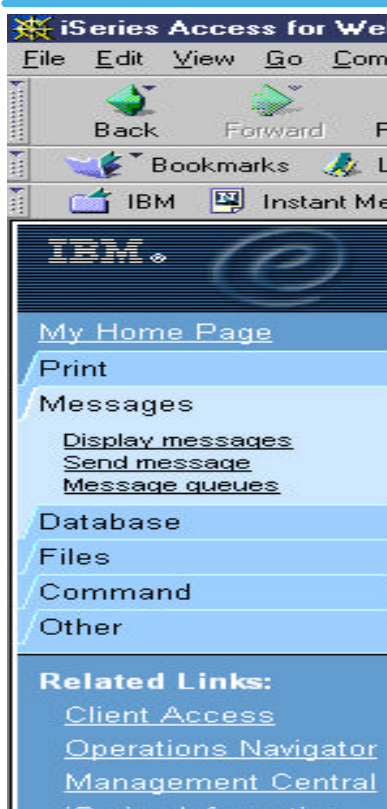 iSeries Access for We
File Edit View Go Com
Back Forward
Bookmarks
IBM Instant Me
IBM
My Home Page
Print
Messages
Display messages
Send message
Message queues
Database
Files
Command
Other
Related Links:
Client Access
Operations Navigator
Management Central